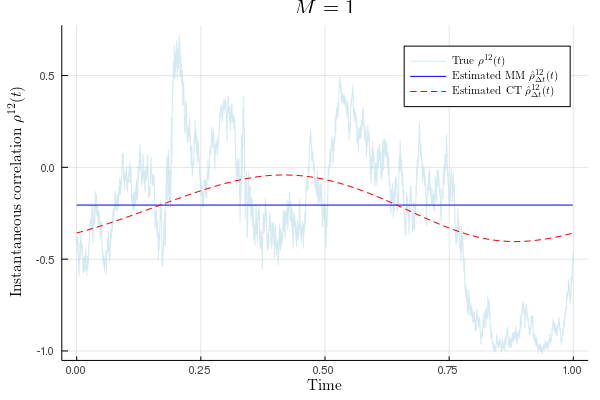 M = 1
Instantaneous correlation ρ¹²(t)
0.5
0.0
-0.5
-1.0
True ρ¹²(t)
Estimated MM ρ̂¹²_Δt(t)
Estimated CT ρ̂¹²_Δt(t)
0.00 0.25 0.50 0.75 1.00
Time